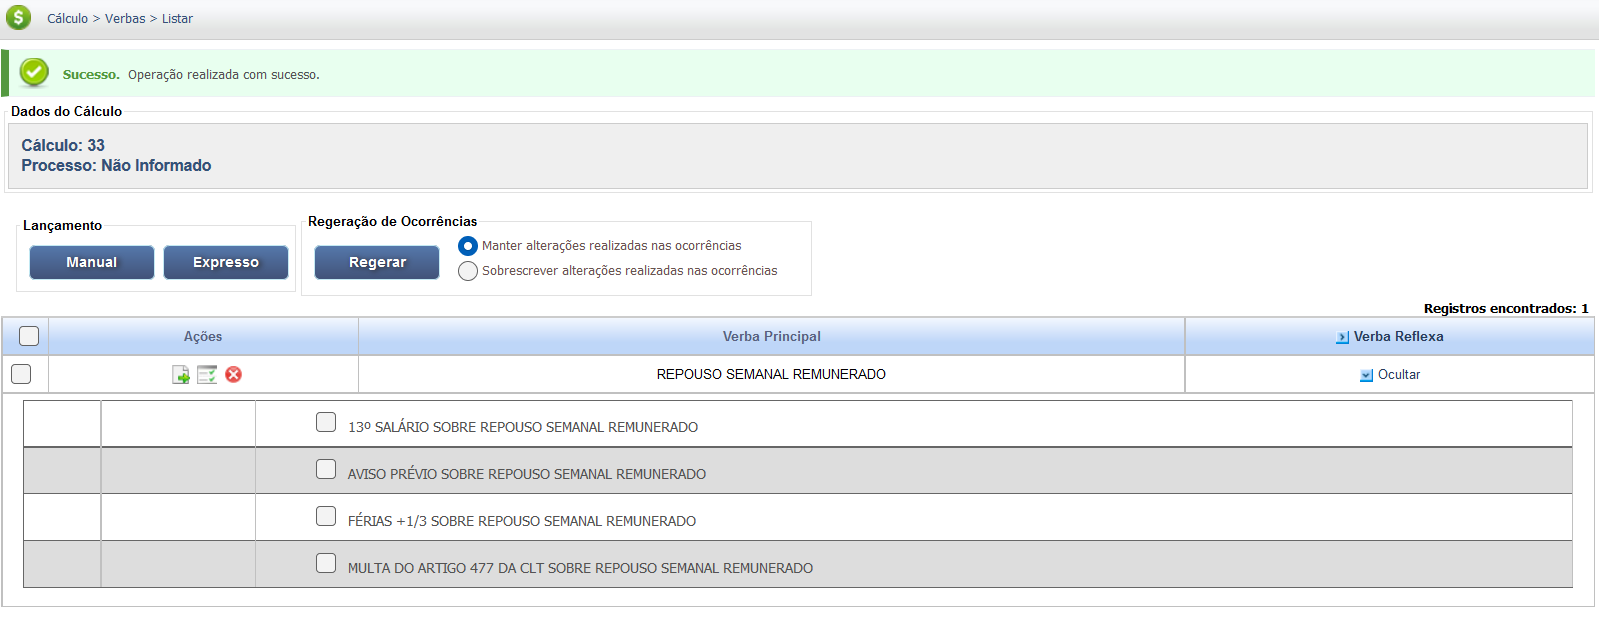 Cálculo > Verbas > Listar
Sucesso. Operação realizada com sucesso.
Dados do Cálculo
Cálculo: 33
Processo: Não Informado
Lançamento
Manual
Expresso
Regeração de Ocorrências
Regerar
Manter alterações realizadas nas ocorrências
Sobrescrever alterações realizadas nas ocorrências
Registros encontrados: 1
Ações Verba Principal Verba Reflexa
REPOUSO SEMANAL REMUNERADO Ocultar
13º SALÁRIO SOBRE REPOUSO SEMANAL REMUNERADO
AVISO PRÉVIO SOBRE REPOUSO SEMANAL REMUNERADO
FÉRIAS +1/3 SOBRE REPOUSO SEMANAL REMUNERADO
MULTA DO ARTIGO 477 DA CLT SOBRE REPOUSO SEMANAL REMUNERADO